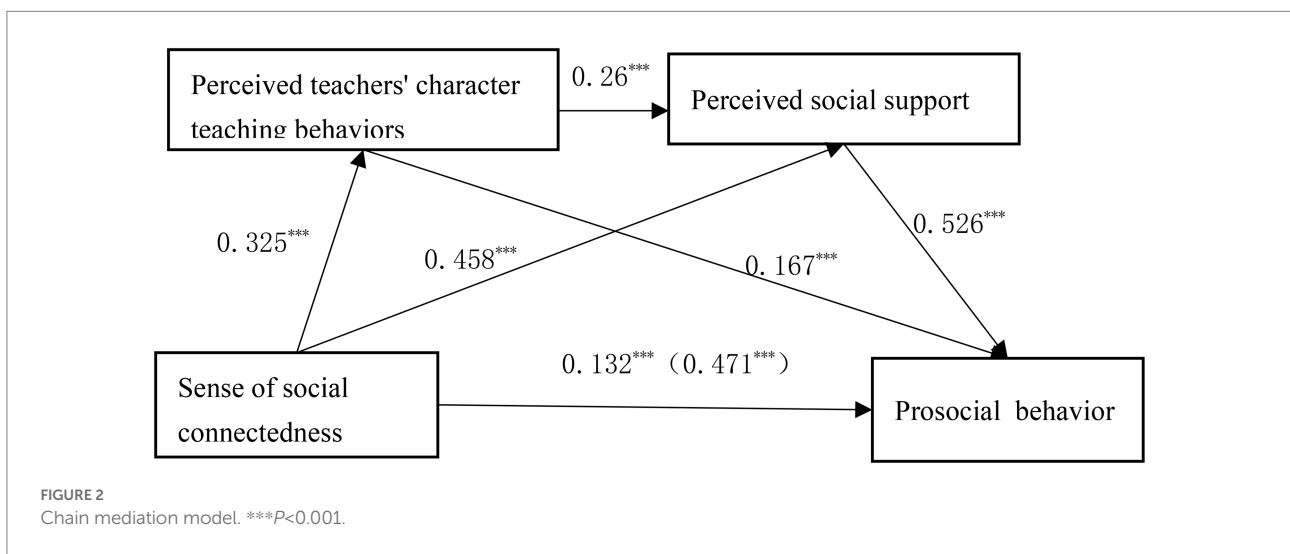 Perceived teachers' character
teaching behaviors
0.26***
Perceived social support
0.325***
0.458***
0.167***
0.526***
0.132***（0.471***）
Sense of social
connectedness
Prosocial behavior
FIGURE 2
Chain mediation model. ***P<0.001.